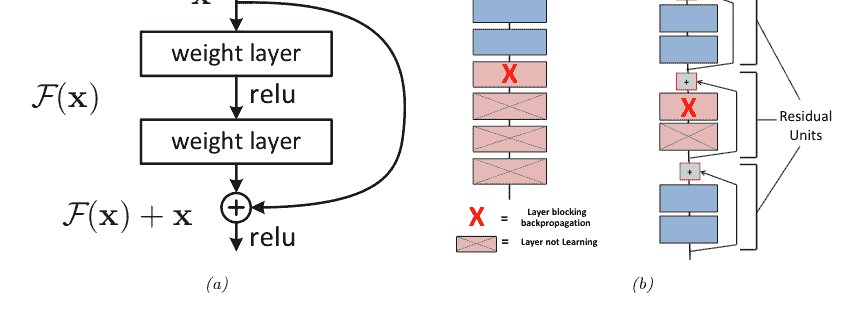 x
weight layer
relu
F(x)
weight layer
F(x) + x
+
relu
(a)
X
X = Layer blocking
backpropagation
= Layer not Learning
+
X
+
Residual
Units
(b)